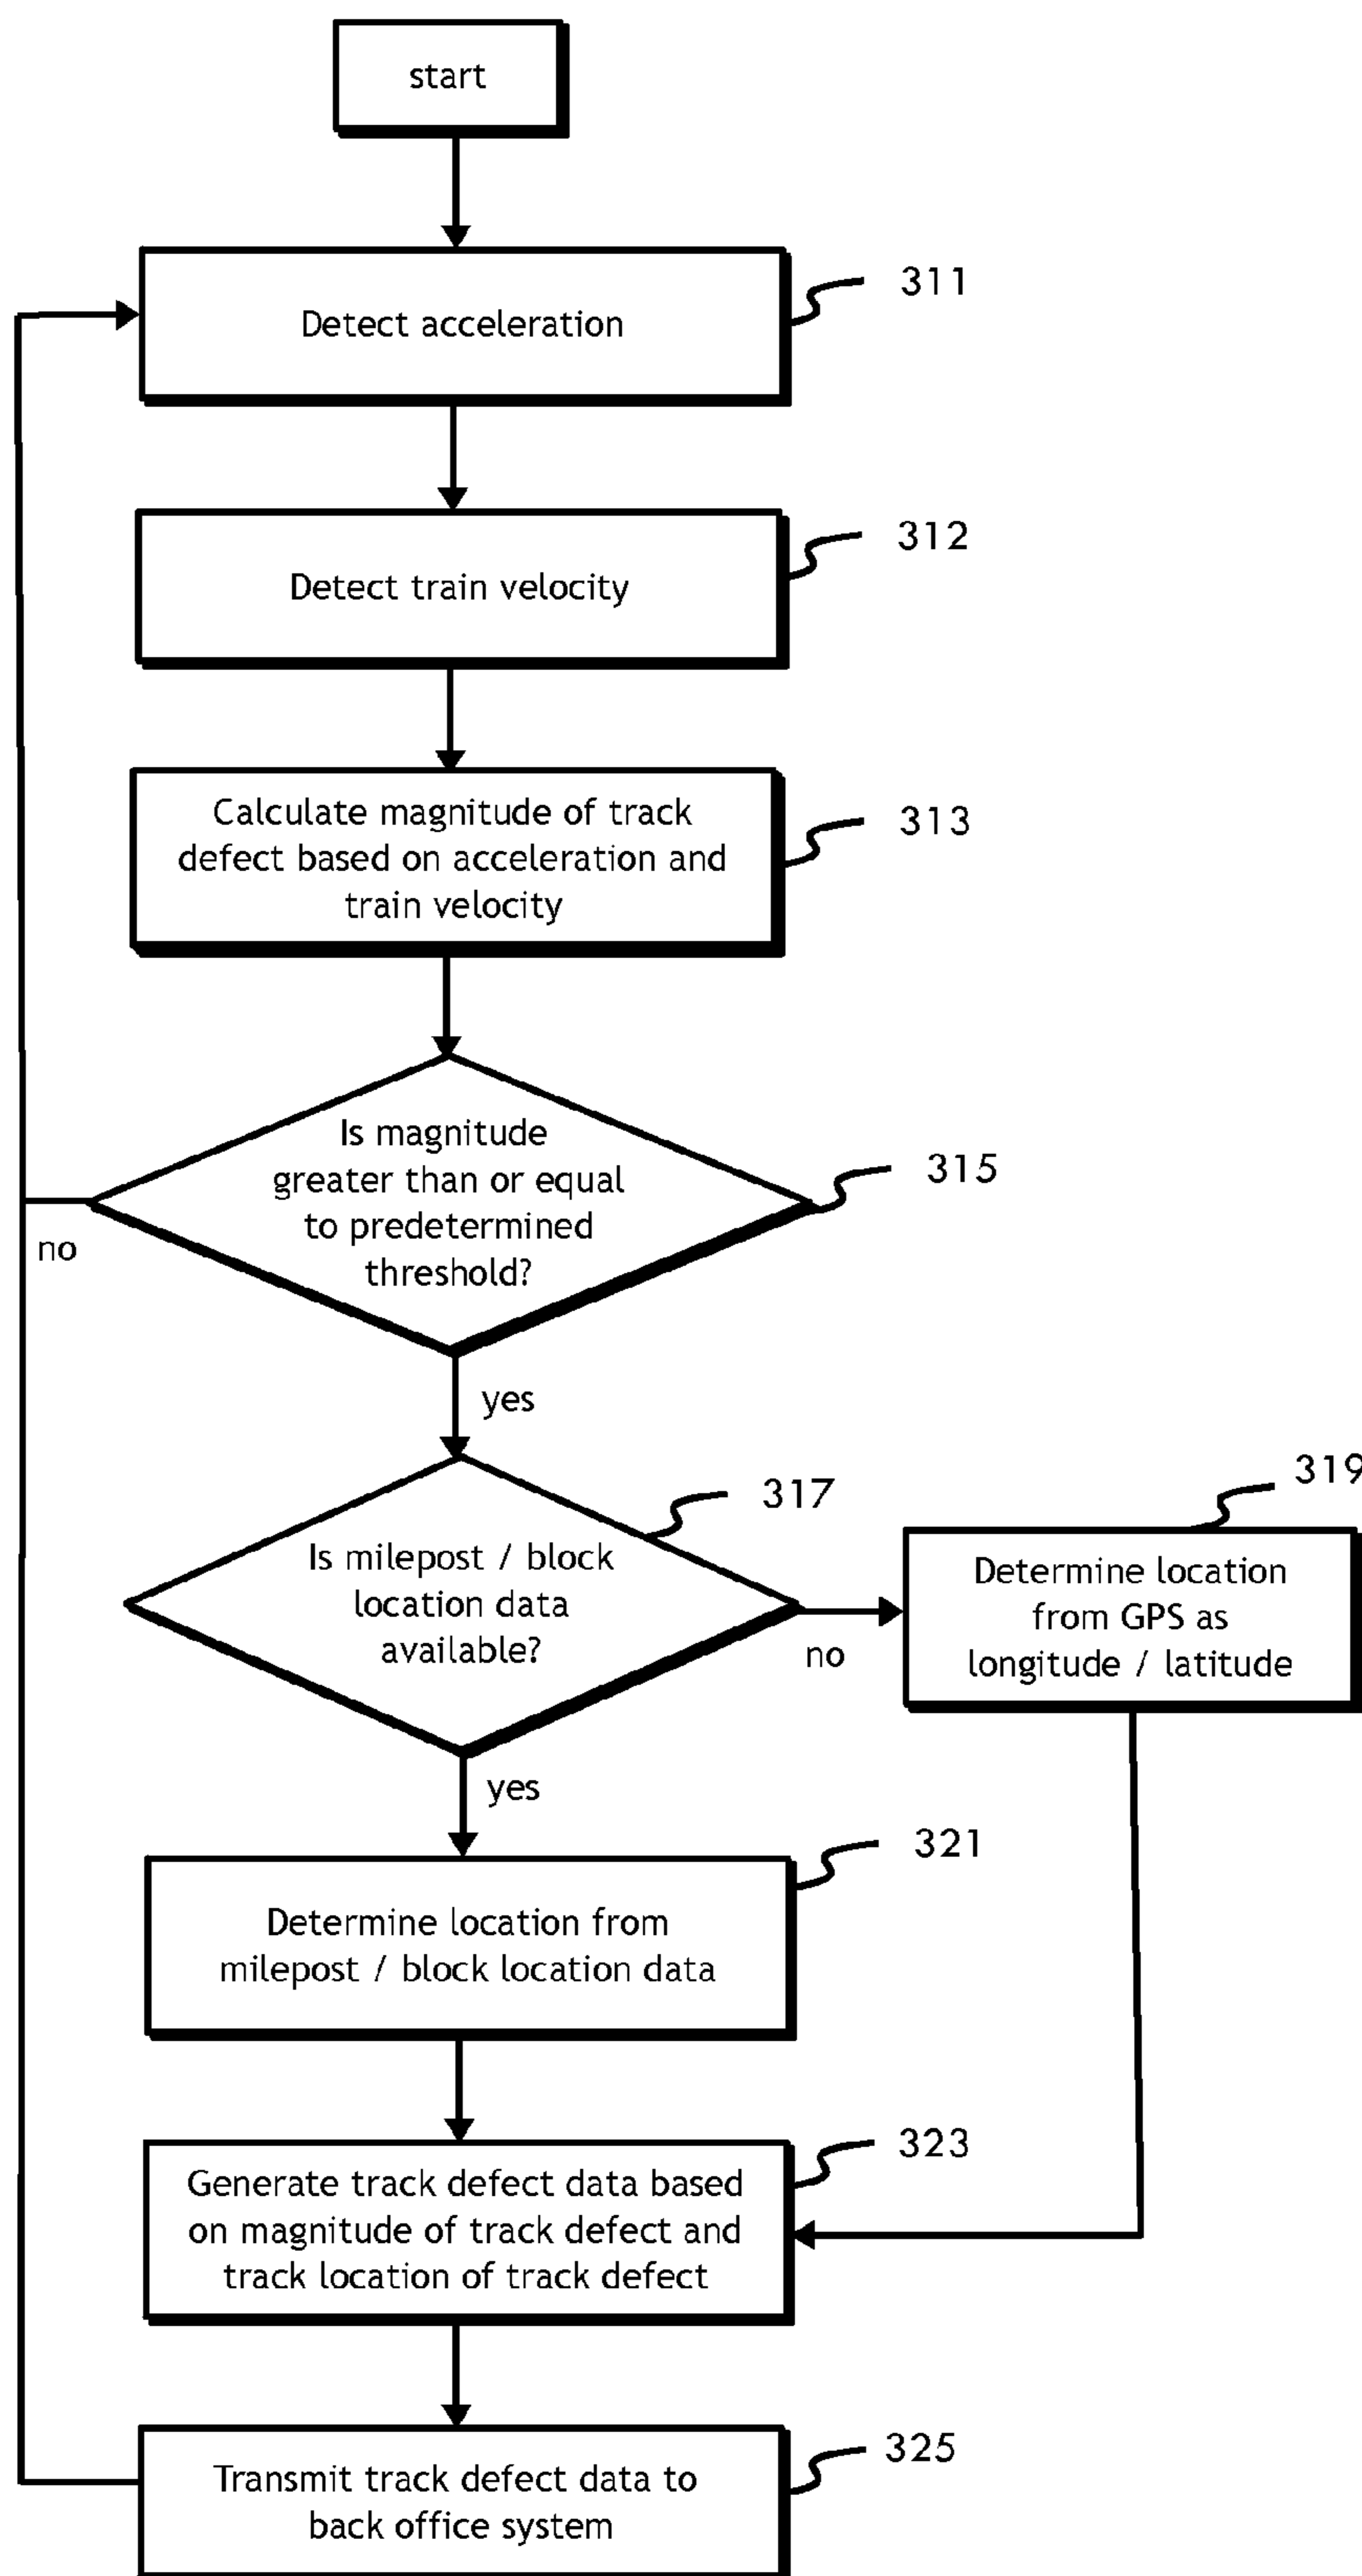 start
311
Detect acceleration
312
Detect train velocity
313
Calculate magnitude of track
defect based on acceleration and
train velocity
315
Is magnitude
greater than or equal
to predetermined
threshold?
no
yes
317
Is milepost / block
location data
available?
no
319
Determine location
from GPS as
longitude / latitude
yes
321
Determine location from
milepost / block location data
323
Generate track defect data based
on magnitude of track defect and
track location of track defect
325
Transmit track defect data to
back office system